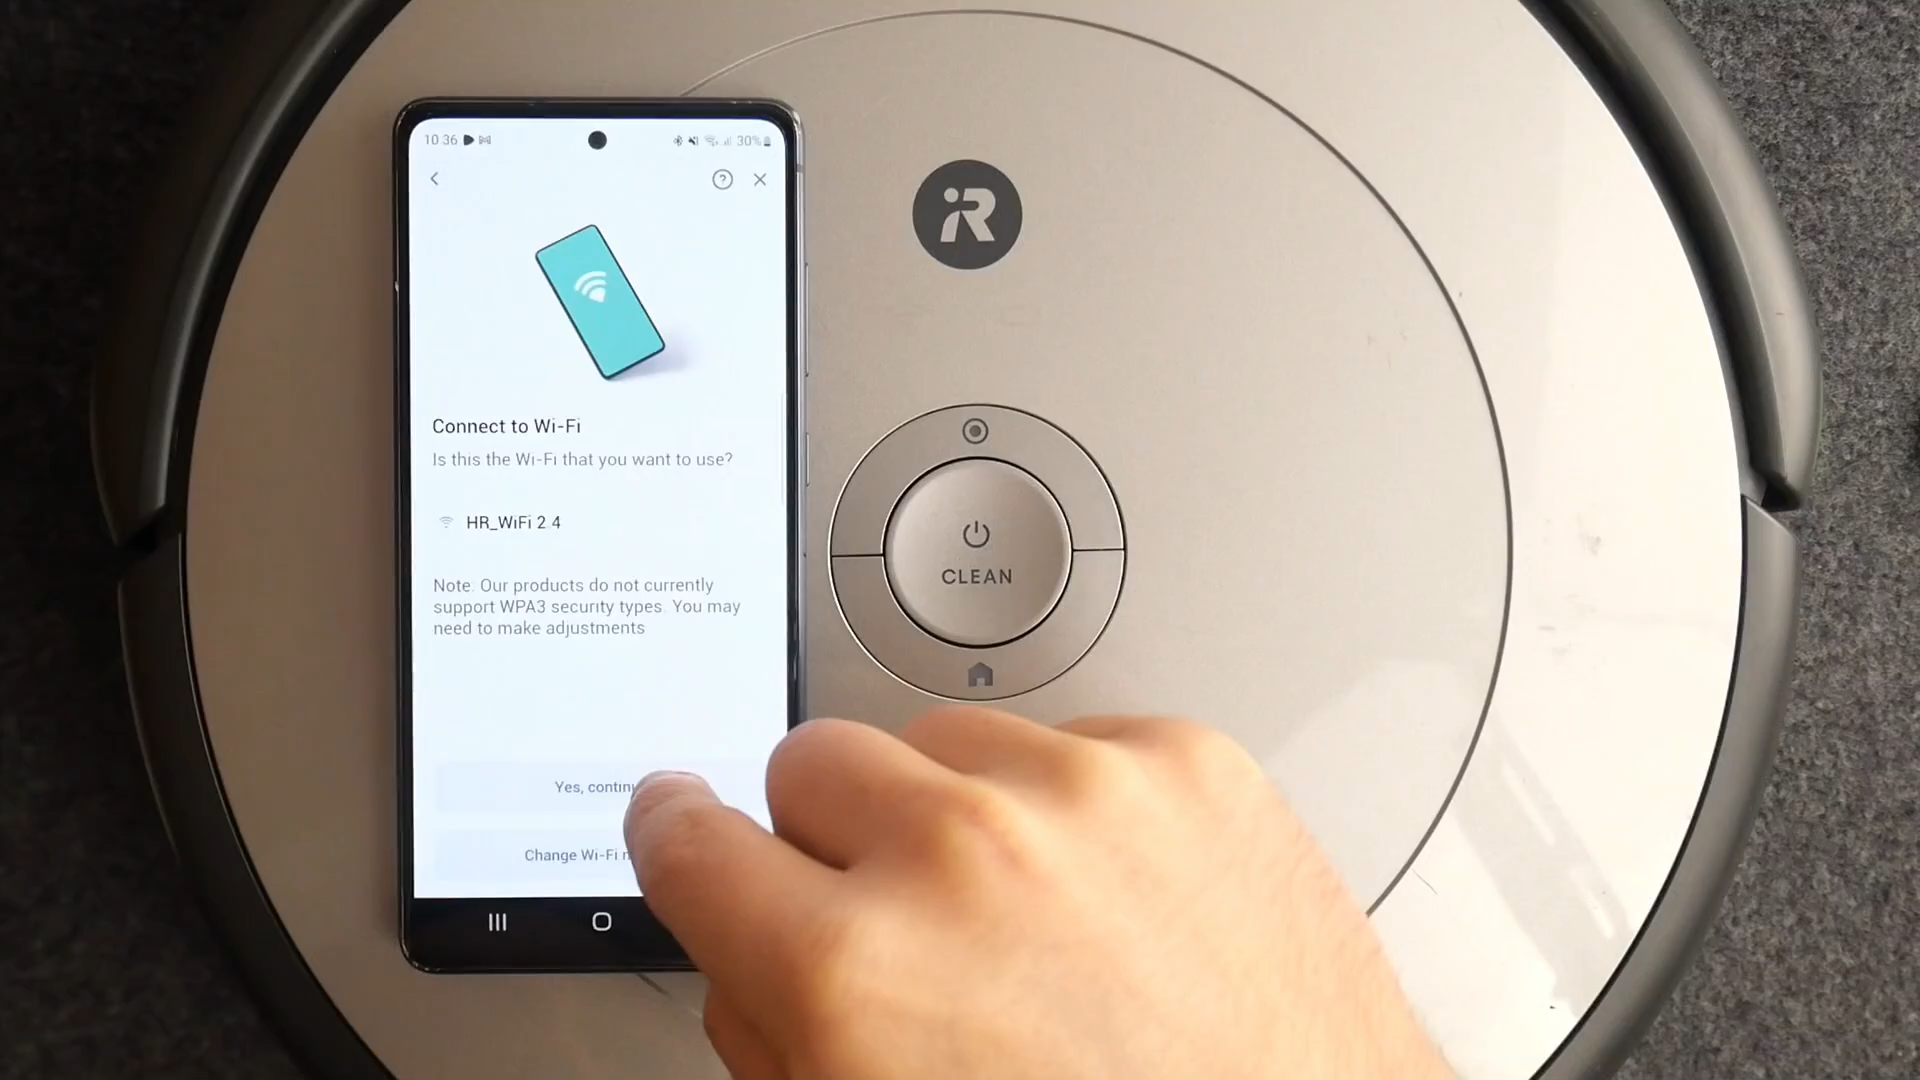 10:36
30%
Connect to Wi-Fi
Is this the Wi-Fi that you want to use?
HR_WiFi 2.4
Note: Our products do not currently
support WPA3 security types. You may
need to make adjustments
Yes, contin
Change Wi-Fi
iR
CLEAN